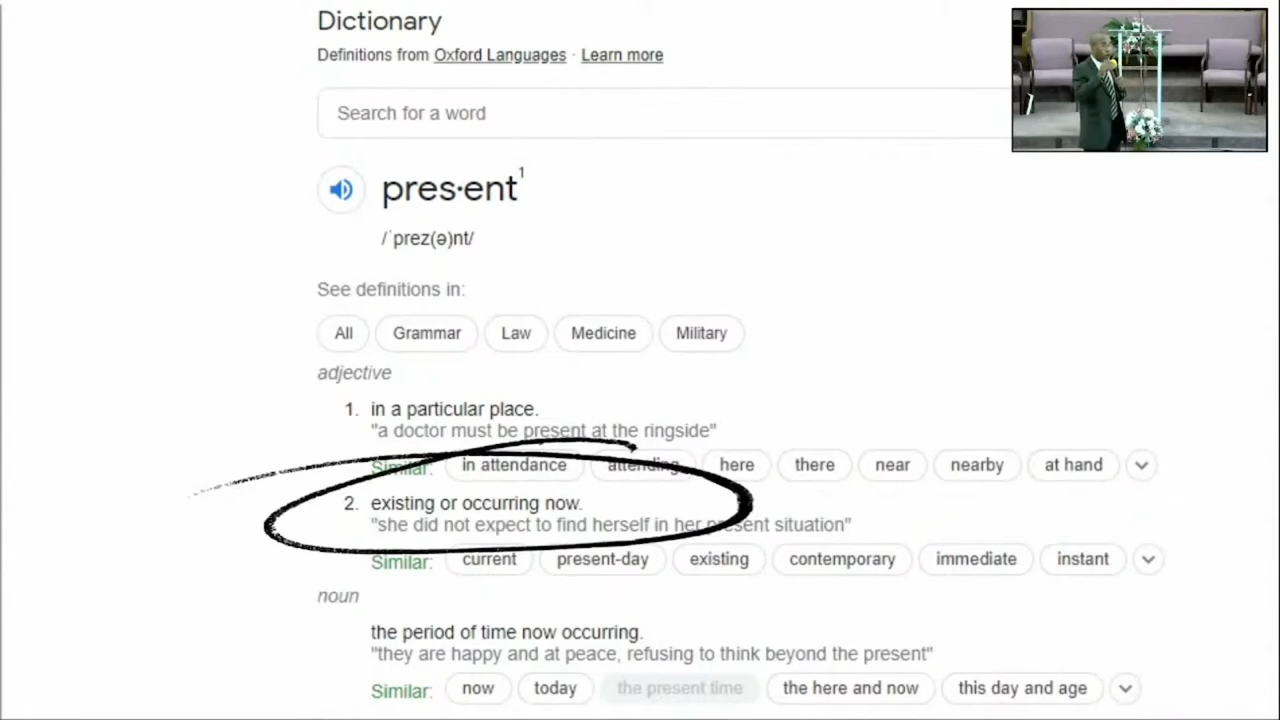 Dictionary
Definitions from Oxford Languages · Learn more
Search for a word
pres·ent¹
/ˈprez(ə)nt/
See definitions in:
All Grammar Law Medicine Military
adjective
1. in a particular place.
"a doctor must be present at the ringside"
Similar: in attendance attending here there near nearby at hand
2. existing or occurring now.
"she did not expect to find herself in her present situation"
Similar: current present-day existing contemporary immediate instant
noun
the period of time now occurring.
"they are happy and at peace, refusing to think beyond the present"
Similar: now today the present time the here and now this day and age